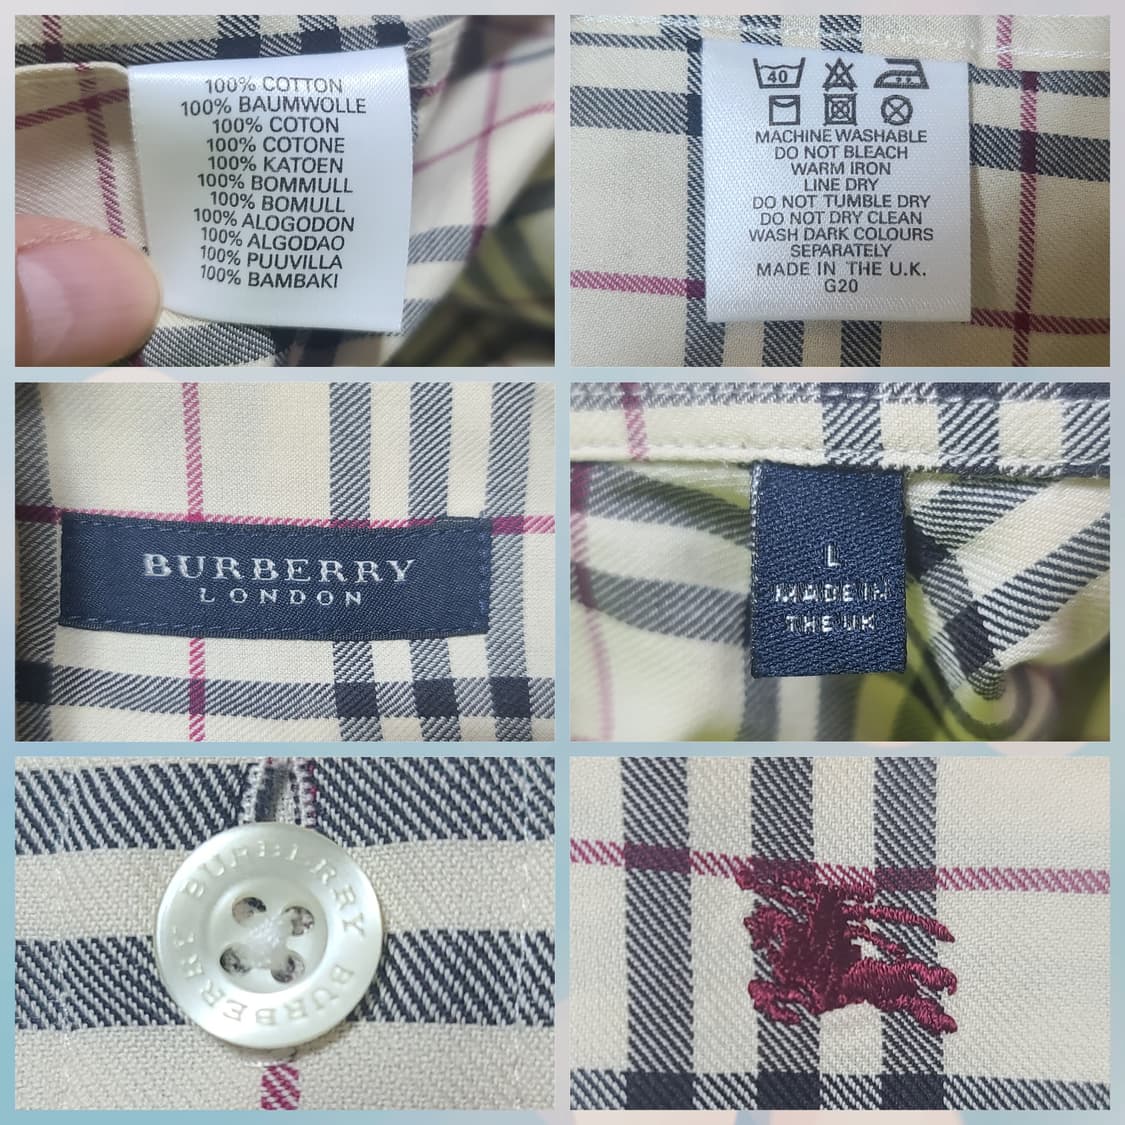 100% COTTON
100% BAUMWOLLE
100% COTON
100% COTONE
100% KATOEN
100% BOMMULL
100% BOMULL
100% ALOGODON
100% ALGODAO
100% PUUVILLA
100% BAMBAKI
40
MACHINE WASHABLE
DO NOT BLEACH
WARM IRON
LINE DRY
DO NOT TUMBLE DRY
DO NOT DRY CLEAN
WASH DARK COLOURS
SEPARATELY
MADE IN THE U.K.
G20
BURBERRY
LONDON
L
MADE IN
THE UK
BURBERRY BURBERRY